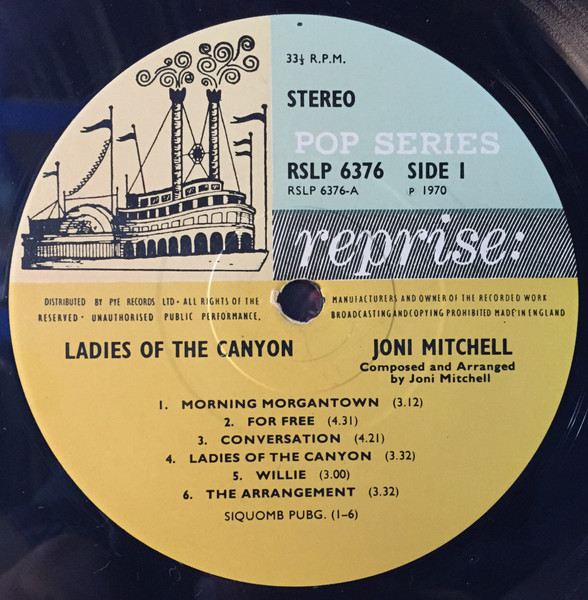 33⅓ R.P.M.
STEREO
POP SERIES
RSLP 6376 SIDE 1
RSLP 6376-A P 1970
reprise:
DISTRIBUTED BY PYE RECORDS LTD · ALL RIGHTS OF THE MANUFACTURERS AND OWNER OF THE RECORDED WORK
RESERVED · UNAUTHORISED PUBLIC PERFORMANCE, BROADCASTING AND COPYING PROHIBITED MADE IN ENGLAND
LADIES OF THE CANYON
JONI MITCHELL
Composed and Arranged
by Joni Mitchell
1. MORNING MORGANTOWN (3.12)
2. FOR FREE (4.31)
3. CONVERSATION (4.21)
4. LADIES OF THE CANYON (3.32)
5. WILLIE (3.00)
6. THE ARRANGEMENT (3.32)
SIQUOMB PUBG. (1–6)